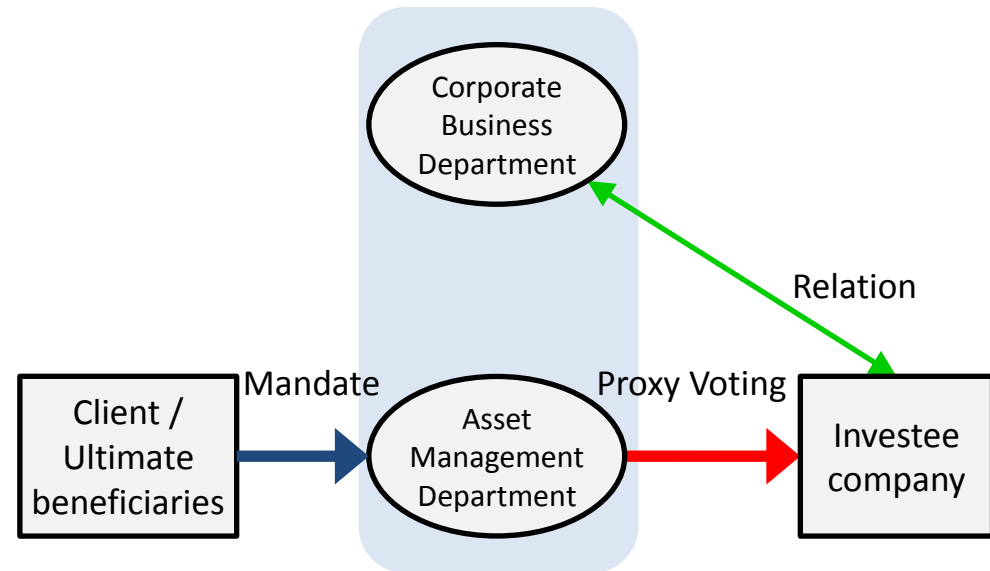 Corporate
Business
Department
Relation
Mandate
Proxy Voting
Client /
Ultimate
beneficiaries
Asset
Management
Department
Investee
company